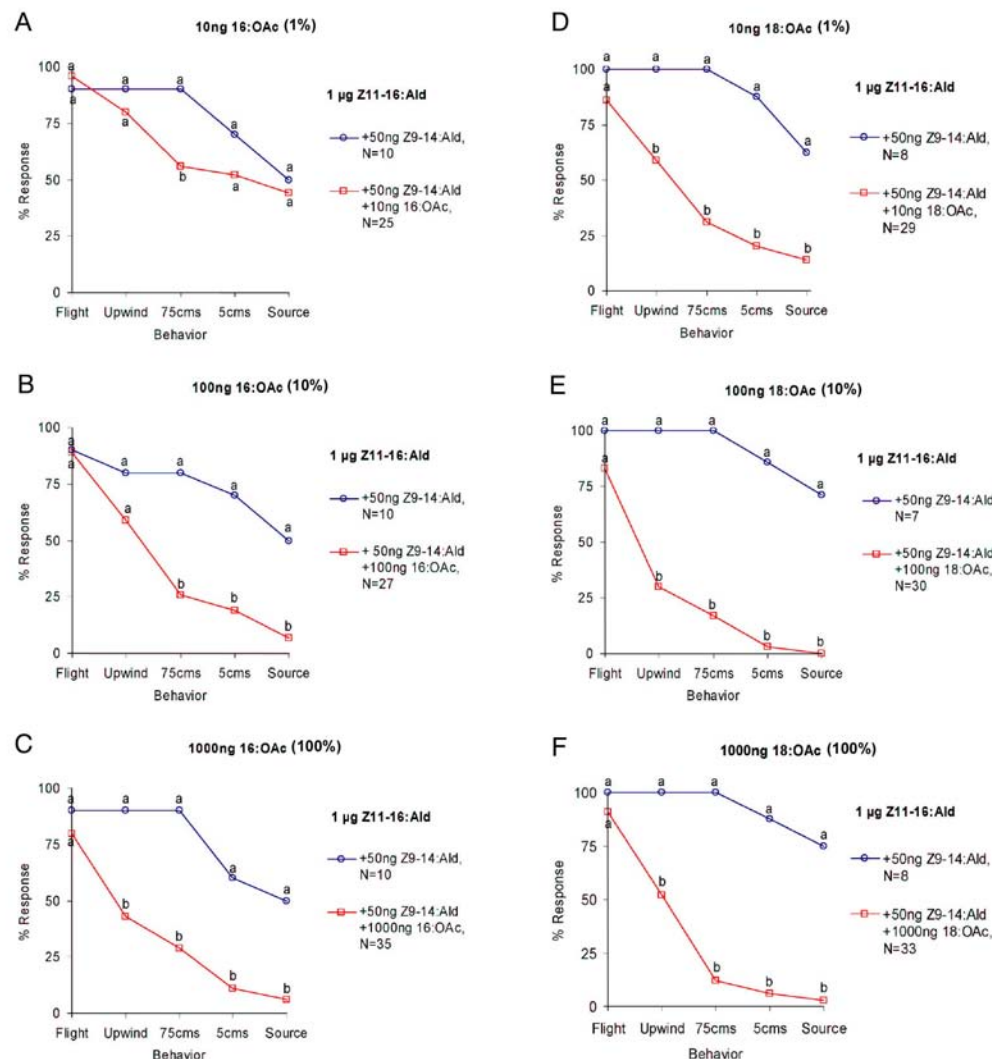 A
10ng 16:OAc (1%)
a a a
100
75
50
25
0
% Response
a
a
b
a
a
a
a
Flight Upwind 75cms 5cms Source
Behavior
1 µg Z11-16:Ald
+50ng Z9-14:Ald,
N=10
+50ng Z9-14:Ald
+10ng 16:OAc,
N=25
B
100ng 16:OAc (10%)
100
75
50
25
0
% Response
a
a
a
a
a
a
a
b
b
b
Flight Upwind 75cms 5cms Source
Behavior
1 µg Z11-16:Ald
+50ng Z9-14:Ald,
N=10
+ 50ng Z9-14:Ald
+100ng 16:OAc,
N=27
C
1000ng 16:OAc (100%)
100
75
50
25
0
% Response
a
a
a
a
a
a
b
b
b
b
Flight Upwind 75cms 5cms Source
Behavior
1 µg Z11-16:Ald
+50ng Z9-14:Ald,
N=10
+50ng Z9-14:Ald
+1000ng 16:OAc,
N=35
D
10ng 18:OAc (1%)
100
75
50
25
0
% Response
a
a
a
a
a
a
b
b
b
b
Flight Upwind 75cms 5cms Source
Behavior
1 µg Z11-16:Ald
+50ng Z9-14:Ald,
N=8
+50ng Z9-14:Ald
+10ng 18:OAc,
N=29
E
100ng 18:OAc (10%)
100
75
50
25
0
% Response
a
a
a
a
a
a
b
b
b
b
Flight Upwind 75cms 5cms Source
Behavior
1 µg Z11-16:Ald
+50ng Z9-14:Ald
N=7
+50ng Z9-14:Ald
+100ng 18:OAc,
N=30
F
1000ng 18:OAc (100%)
100
75
50
25
0
% Response
a
a
a
a
a
a
b
b
b
b
Flight Upwind 75cms 5cms Source
Behavior
1 µg Z11-16:Ald
+50ng Z9-14:Ald,
N=8
+50ng Z9-14:Ald
+1000ng 18:OAc,
N=33